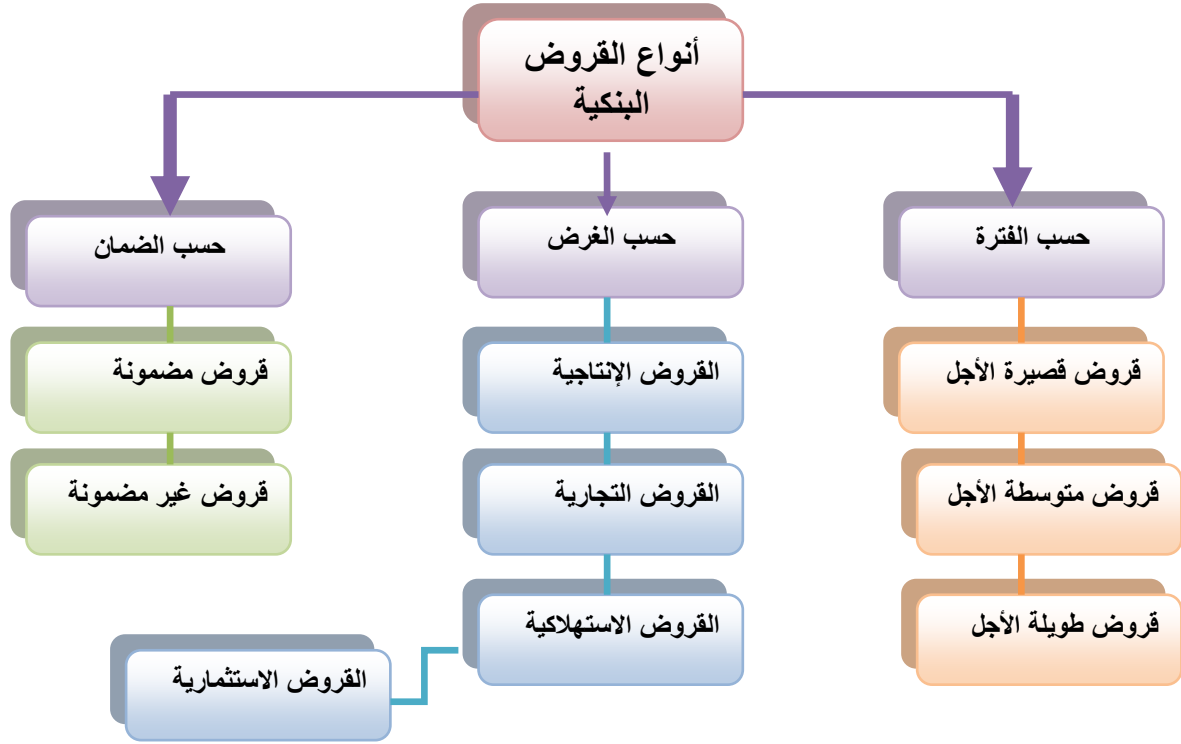 أنواع القروض
البنكية
حسب الفترة
حسب الغرض
حسب الضمان
قروض قصيرة الأجل
القروض الإنتاجية
قروض مضمونة
قروض متوسطة الأجل
القروض التجارية
قروض غير مضمونة
قروض طويلة الأجل
القروض الاستهلاكية
القروض الاستثمارية